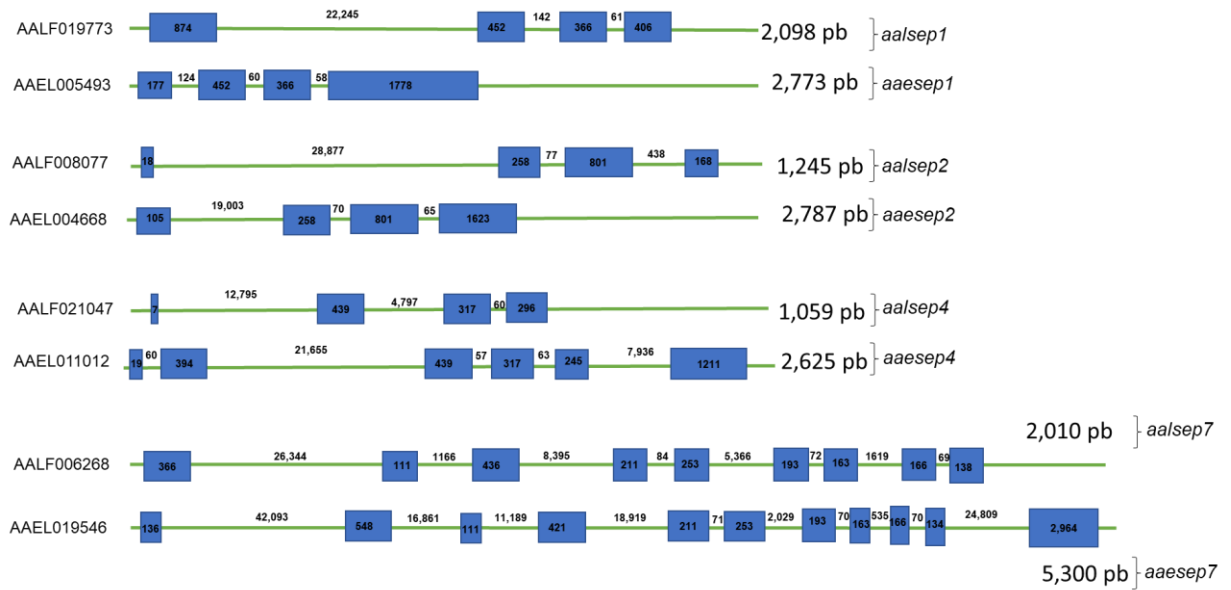 22,245 142 61
AALF019773 874 452 366 406 2,098 pb aalsep1
124 60 58
AAEL005493 177 452 366 1778 2,773 pb aaesep1
28,877 77 438
AALF008077 18 258 801 168 1,245 pb aalsep2
19,003 70 65
AAEL004668 105 258 801 1623 2,787 pb aaesep2
12,795 4,797 60
AALF021047 7 439 317 296 1,059 pb aalsep4
60 21,655 57 63 7,936
AAEL011012 19 394 439 317 245 1211 2,625 pb aaesep4
2,010 pb aalsep7
26,344 1166 8,395 84 5,366 72 1619 69
AALF006268 366 111 436 211 253 193 163 166 138
42,093 16,861 11,189 18,919 71 2,029 70 535 70 24,809
AAEL019546 136 548 111 421 211 253 193 163 166 134 2,964
5,300 pb aaesep7